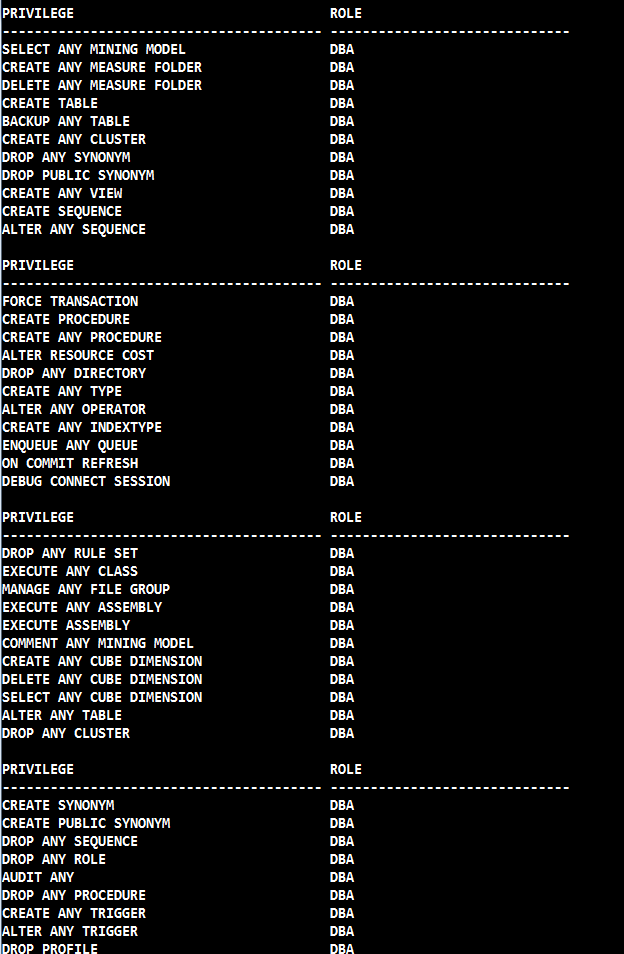 PRIVILEGE                                ROLE
---------------------------------------- ------------------------------
SELECT ANY MINING MODEL                  DBA
CREATE ANY MEASURE FOLDER                DBA
DELETE ANY MEASURE FOLDER                DBA
CREATE TABLE                             DBA
BACKUP ANY TABLE                         DBA
CREATE ANY CLUSTER                       DBA
DROP ANY SYNONYM                         DBA
DROP PUBLIC SYNONYM                      DBA
CREATE ANY VIEW                          DBA
CREATE SEQUENCE                          DBA
ALTER ANY SEQUENCE                       DBA

PRIVILEGE                                ROLE
---------------------------------------- ------------------------------
FORCE TRANSACTION                        DBA
CREATE PROCEDURE                         DBA
CREATE ANY PROCEDURE                     DBA
ALTER RESOURCE COST                      DBA
DROP ANY DIRECTORY                       DBA
CREATE ANY TYPE                          DBA
ALTER ANY OPERATOR                       DBA
CREATE ANY INDEXTYPE                     DBA
ENQUEUE ANY QUEUE                        DBA
ON COMMIT REFRESH                        DBA
DEBUG CONNECT SESSION                    DBA

PRIVILEGE                                ROLE
---------------------------------------- ------------------------------
DROP ANY RULE SET                        DBA
EXECUTE ANY CLASS                        DBA
MANAGE ANY FILE GROUP                    DBA
EXECUTE ANY ASSEMBLY                     DBA
EXECUTE ASSEMBLY                         DBA
COMMENT ANY MINING MODEL                 DBA
CREATE ANY CUBE DIMENSION                DBA
DELETE ANY CUBE DIMENSION                DBA
SELECT ANY CUBE DIMENSION                DBA
ALTER ANY TABLE                          DBA
DROP ANY CLUSTER                         DBA

PRIVILEGE                                ROLE
---------------------------------------- ------------------------------
CREATE SYNONYM                           DBA
CREATE PUBLIC SYNONYM                    DBA
DROP ANY SEQUENCE                        DBA
DROP ANY ROLE                            DBA
AUDIT ANY                                DBA
DROP ANY PROCEDURE                       DBA
CREATE ANY TRIGGER                       DBA
ALTER ANY TRIGGER                        DBA
DROP PROFILE                             DBA